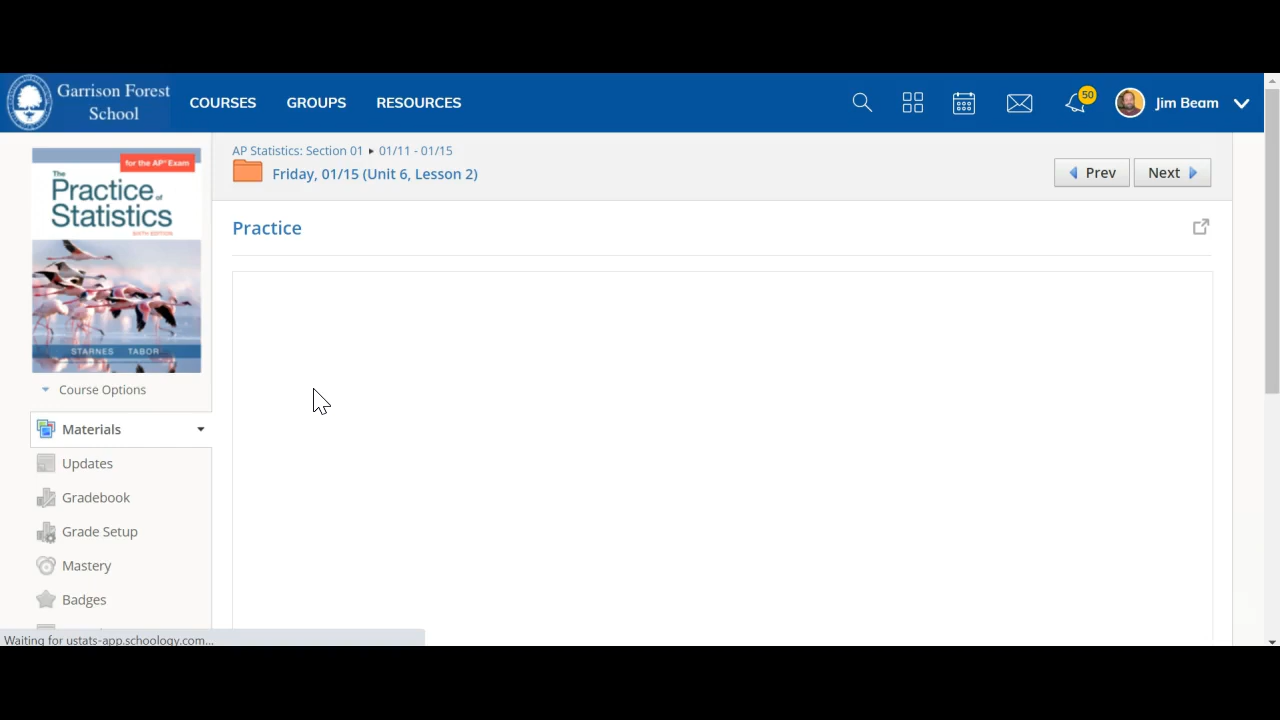 Garrison Forest
School
COURSES
GROUPS
RESOURCES
50
Jim Beam
for the AP® Exam
The
Practice of
Statistics
SIXTH EDITION
STARNES TABOR
AP Statistics: Section 01 ▸ 01/11 - 01/15
Friday, 01/15 (Unit 6, Lesson 2)
Prev
Next
Practice
Course Options
Materials
Updates
Gradebook
Grade Setup
Mastery
Badges
Waiting for ustats-app.schoology.com...